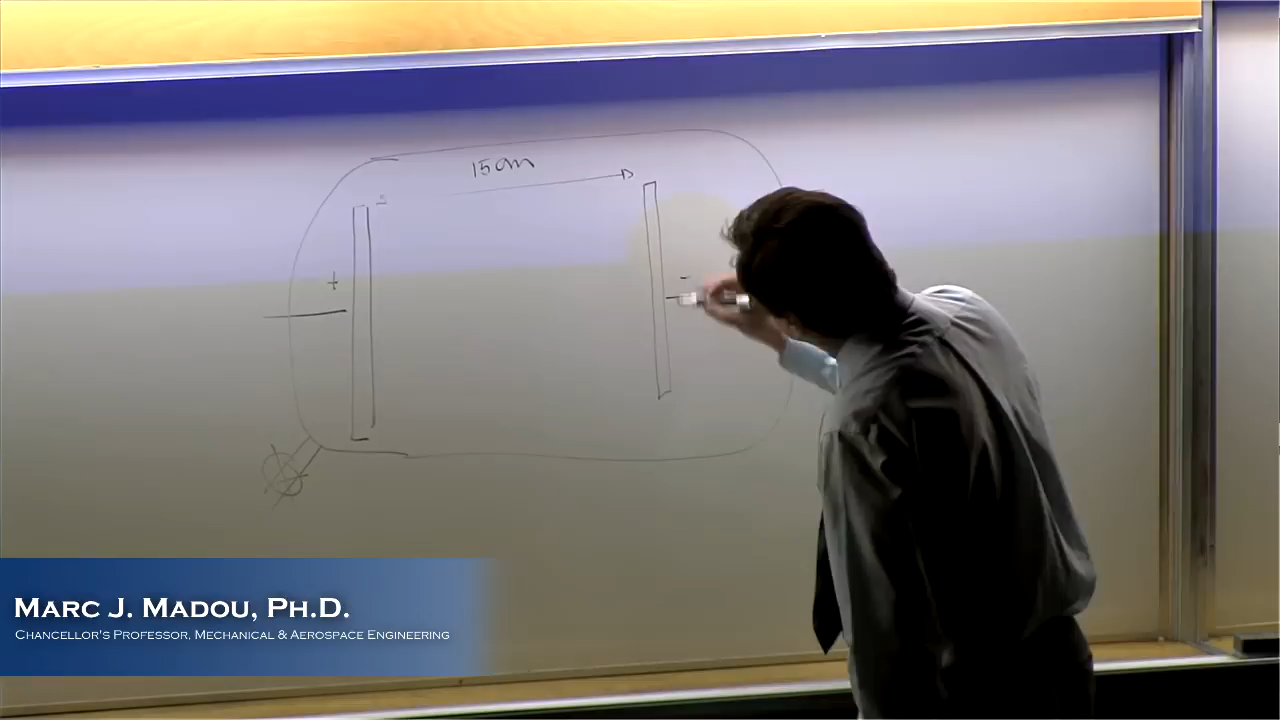 15cm
+
-
Marc J. Madou, Ph.D.
Chancellor's Professor, Mechanical & Aerospace Engineering